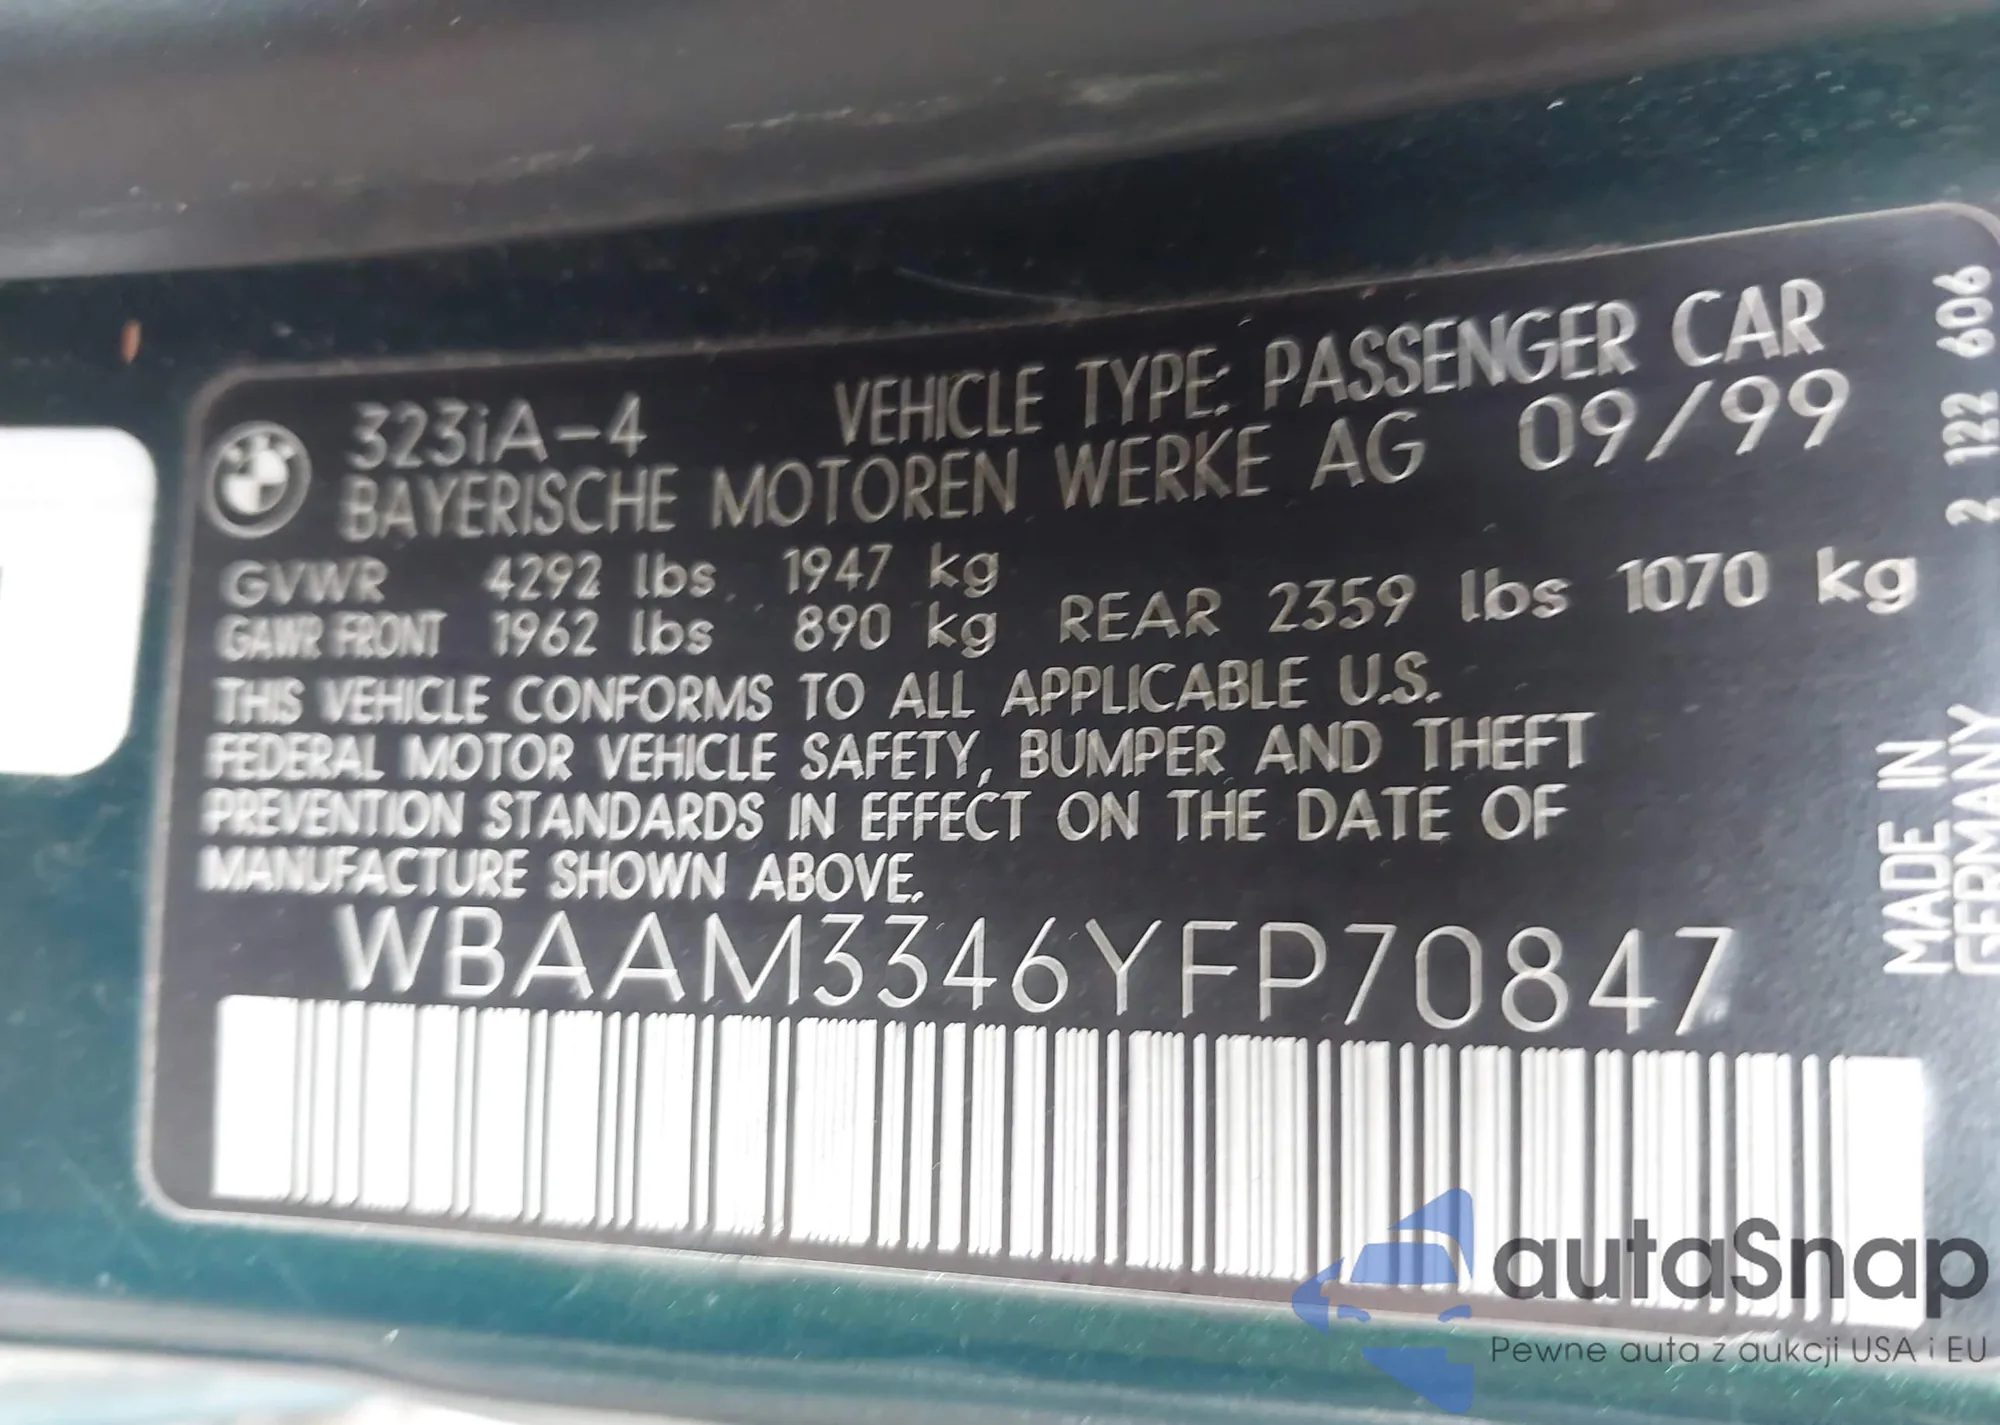 323iA-4 VEHICLE TYPE: PASSENGER CAR
BAYERISCHE MOTOREN WERKE AG 09/99
GVWR 4292 lbs 1947 kg
GAWR FRONT 1962 lbs 890 kg REAR 2359 lbs 1070 kg
THIS VEHICLE CONFORMS TO ALL APPLICABLE U.S.
FEDERAL MOTOR VEHICLE SAFETY, BUMPER AND THEFT
PREVENTION STANDARDS IN EFFECT ON THE DATE OF
MANUFACTURE SHOWN ABOVE.
WBAAM3346YFP70847
2 122 606
MADE IN
GERMANY
autaSnap
Pewne auta z aukcji USA i EU